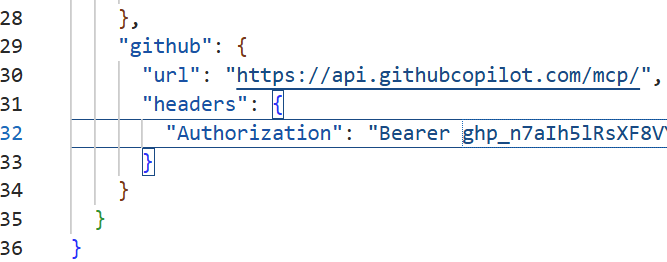 28 },
29 "github": {
30 "url": "https://api.githubcopilot.com/mcp/",
31 "headers": {
32 "Authorization": "Bearer ghp_n7aIh5lRsXF8V
33 }
34 }
35 }
36 }